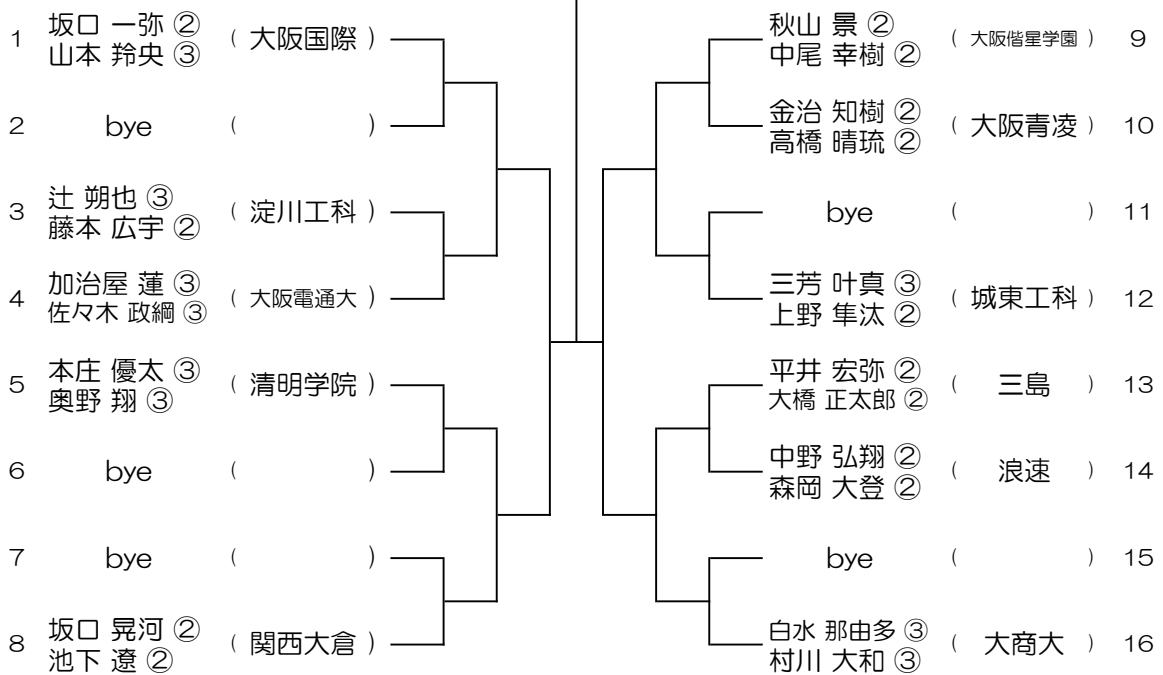 1 坂口 一弥 ② ( 大阪国際 )
山本 羚央 ③
2 bye ( )
3 辻 朔也 ③ ( 淀川工科 )
藤本 広宇 ②
4 加治屋 蓮 ③ ( 大阪電通大 )
佐々木 政綱 ③
5 本庄 優太 ③ ( 清明学院 )
奥野 翔 ③
6 bye ( )
7 bye ( )
8 坂口 晃河 ② ( 関西大倉 )
池下 遼 ②
秋山 景 ② ( 大阪偕星学園 ) 9
中尾 幸樹 ②
金治 知樹 ② ( 大阪青凌 ) 10
高橋 晴琉 ②
bye ( ) 11
三芳 叶真 ③ ( 城東工科 ) 12
上野 隼汰 ②
平井 宏弥 ② ( 三島 ) 13
大橋 正太郎 ②
中野 弘翔 ② ( 浪速 ) 14
森岡 大登 ②
bye ( ) 15
白水 那由多 ③ ( 大商大 ) 16
村川 大和 ③